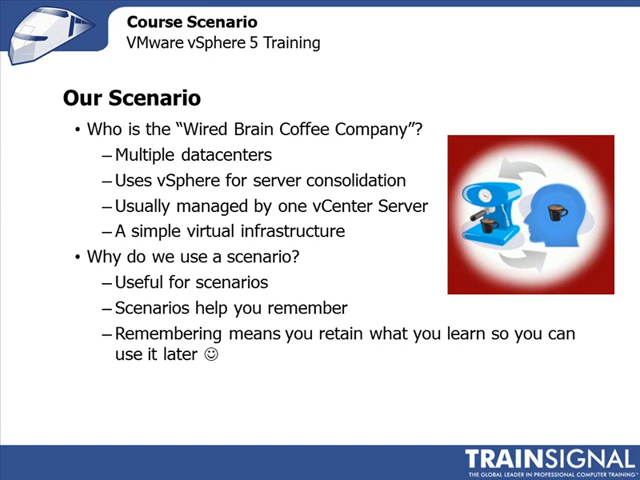 Course Scenario
VMware vSphere 5 Training
Our Scenario
• Who is the “Wired Brain Coffee Company”?
– Multiple datacenters
– Uses vSphere for server consolidation
– Usually managed by one vCenter Server
– A simple virtual infrastructure
• Why do we use a scenario?
– Useful for scenarios
– Scenarios help you remember
– Remembering means you retain what you learn so you can
use it later ☺
TRAINSIGNAL
THE GLOBAL LEADER IN PROFESSIONAL COMPUTER TRAINING™